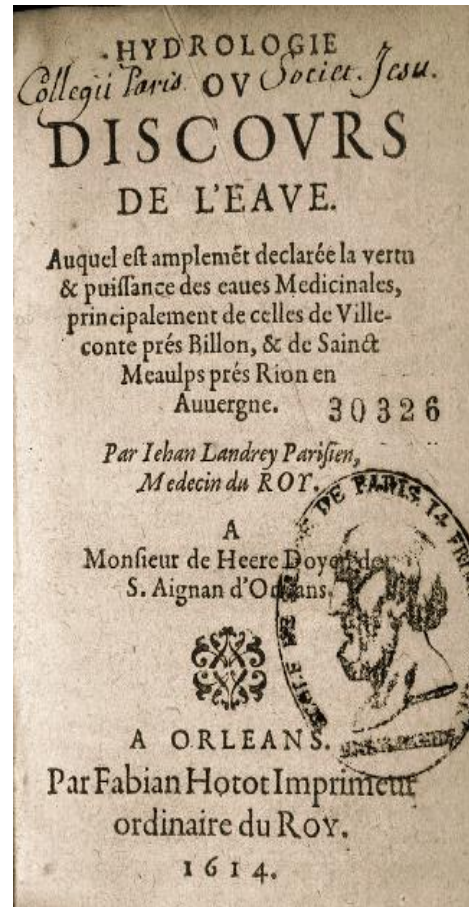 HYDROLOGIE
Collegii Paris. Societ. Jesu.
OV
DISCOVRS
DE L'EAVE.
Auquel eſt amplemēt declarée la vertu
& puiſſance des eaues Medicinales,
principalement de celles de Ville-
conte prés Billon, & de Sainct
Meaulps prés Rion en
Auuergne.
30326
Par Iehan Landrey Pariſien,
Medecin du ROY.
DE PARIS
A
Monſieur de Heere Doyen de
S. Aignan d'Orleans.
A ORLEANS.
Par Fabian Hotot Imprimeur
ordinaire du ROY.
1614.